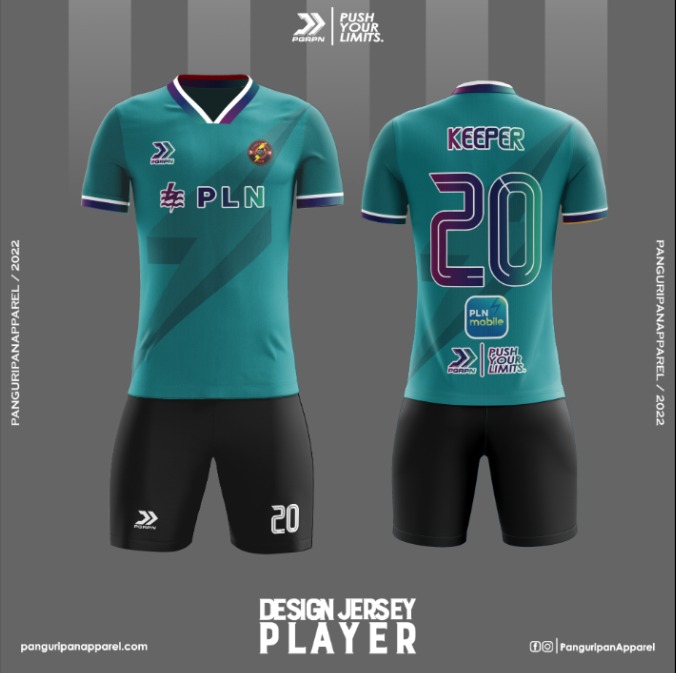 PGRPN
PUSH
YOUR
LIMITS.
PGRPN
PLN
KEEPER
20
PLN
mobile
PGRPN
PUSH
YOUR
LIMITS.
PGRPN
20
PANGURIPANAPPAREL / 2022
PANGURIPANAPPAREL / 2022
DESIGN JERSEY
PLAYER
panguripanapparel.com
PanguripanApparel